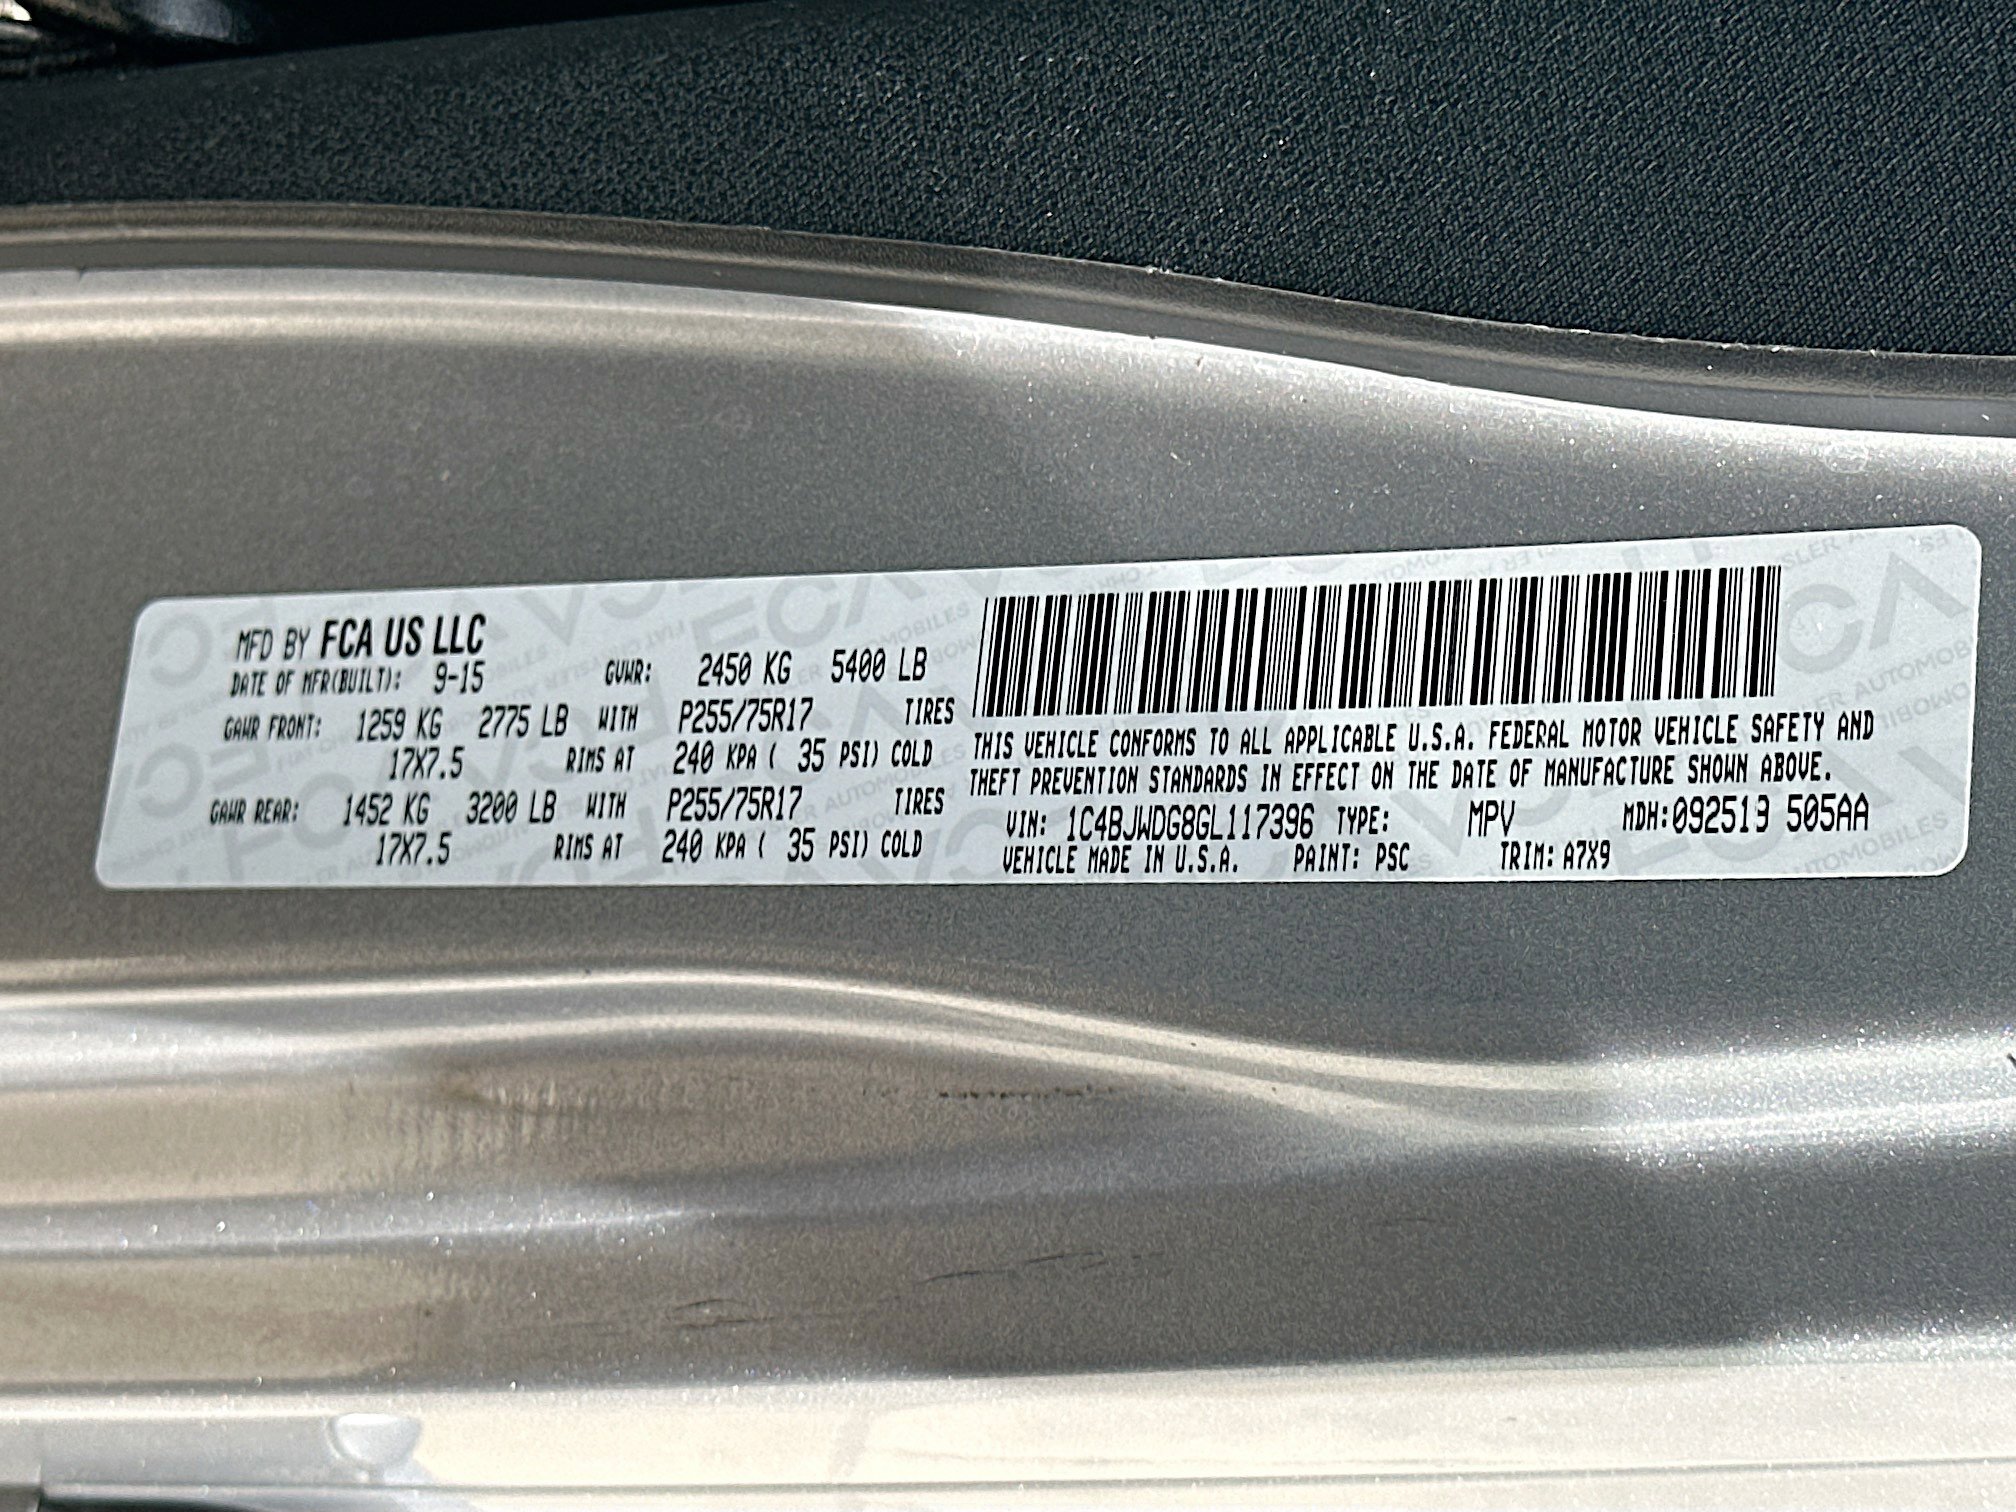 MFD BY FCA US LLC
DATE OF MFR(BUILT): 9-15 GVWR: 2450 KG 5400 LB
GAWR FRONT: 1259 KG 2775 LB WITH P255/75R17 TIRES
17X7.5 RIMS AT 240 KPA ( 35 PSI) COLD
GAWR REAR: 1452 KG 3200 LB WITH P255/75R17 TIRES
17X7.5 RIMS AT 240 KPA ( 35 PSI) COLD
THIS VEHICLE CONFORMS TO ALL APPLICABLE U.S.A. FEDERAL MOTOR VEHICLE SAFETY AND
THEFT PREVENTION STANDARDS IN EFFECT ON THE DATE OF MANUFACTURE SHOWN ABOVE.
VIN: 1C4BJWDG8GL117396 TYPE: MPV MDH:092519 505AA
VEHICLE MADE IN U.S.A. PAINT: PSC TRIM: A7X9